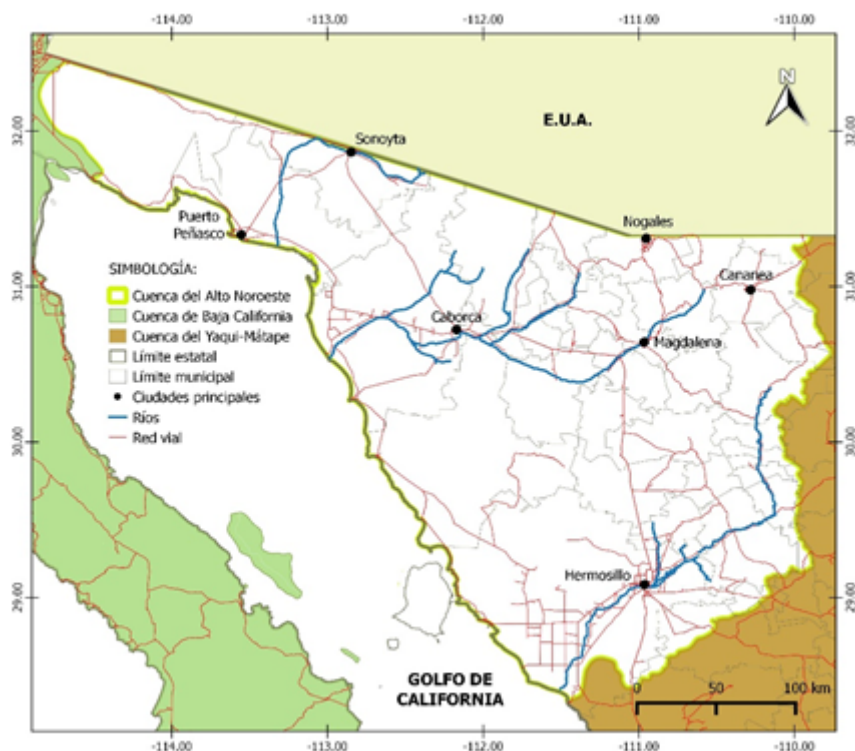 -114.00 -113.00 -112.00 -111.00 -110.00
N
E.U.A.
32.00 32.00
Sonoyta
Puerto
Peñasco
Nogales
Cananea
31.00 31.00
SIMBOLOGÍA:
Cuenca del Alto Noroeste
Cuenca de Baja California
Cuenca del Yaqui-Mátape
Límite estatal
Límite municipal
Ciudades principales
Ríos
Red vial
Caborca
Magdalena
30.00 30.00
Hermosillo
29.00 29.00
GOLFO DE
CALIFORNIA
0 50 100 km
-114.00 -113.00 -112.00 -111.00 -110.00